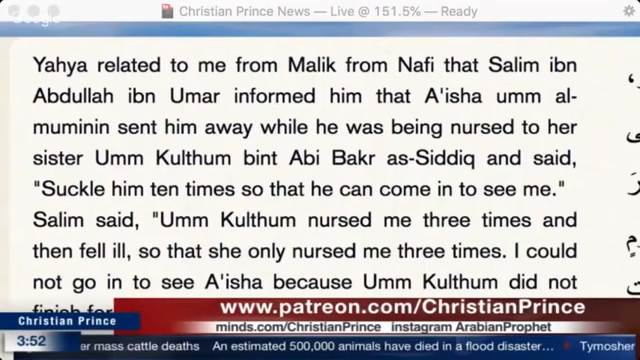 Christian Prince News — Live @ 151.5% — Ready
Google
Yahya related to me from Malik from Nafi that Salim ibn
Abdullah ibn Umar informed him that A'isha umm al-
muminin sent him away while he was being nursed to her
sister Umm Kulthum bint Abi Bakr as-Siddiq and said,
"Suckle him ten times so that he can come in to see me."
Salim said, "Umm Kulthum nursed me three times and
then fell ill, so that she only nursed me three times. I could
not go in to see A'isha because Umm Kulthum did not
www.patreon.com/ChristianPrince
Christian Prince
minds.com/ChristianPrince instagram ArabianProphet
3:52
er mass cattle deaths An estimated 500,000 animals have died in a flood disaster... Tymosher